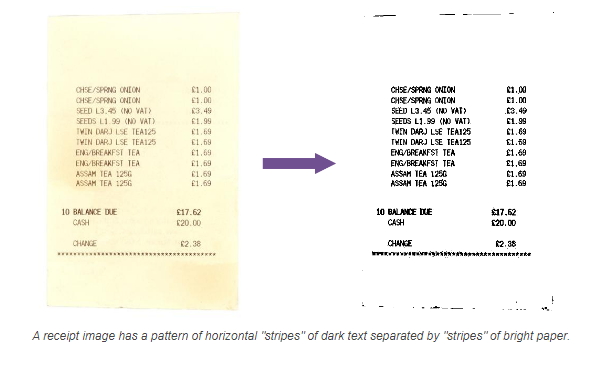 CHSE/SPRNG ONION £1.00
CHSE/SPRNG ONION £1.00
SEED L3.45 (NO VAT) £3.49
SEEDS L1.99 (NO VAT) £1.99
TWIN DARJ LSE TEA125 £1.69
TWIN DARJ LSE TEA125 £1.69
ENG/BREAKFST TEA £1.69
ENG/BREAKFST TEA £1.69
ASSAM TEA 125G £1.69
ASSAM TEA 125G £1.69
10 BALANCE DUE £17.62
CASH £20.00
CHANGE £2.38
****************************************
CHSE/SPRNG ONION £1.00
CHSE/SPRNG ONION £1.00
SEED L3.45 (NO VAT) £3.49
SEEDS L1.99 (NO VAT) £1.99
TWIN DARJ LSE TEA125 £1.69
TWIN DARJ LSE TEA125 £1.69
ENG/BREAKFST TEA £1.69
ENG/BREAKFST TEA £1.69
ASSAM TEA 125G £1.69
ASSAM TEA 125G £1.69
10 BALANCE DUE £17.62
CASH £20.00
CHANGE £2.38
****************************************
A receipt image has a pattern of horizontal "stripes" of dark text separated by "stripes" of bright paper.